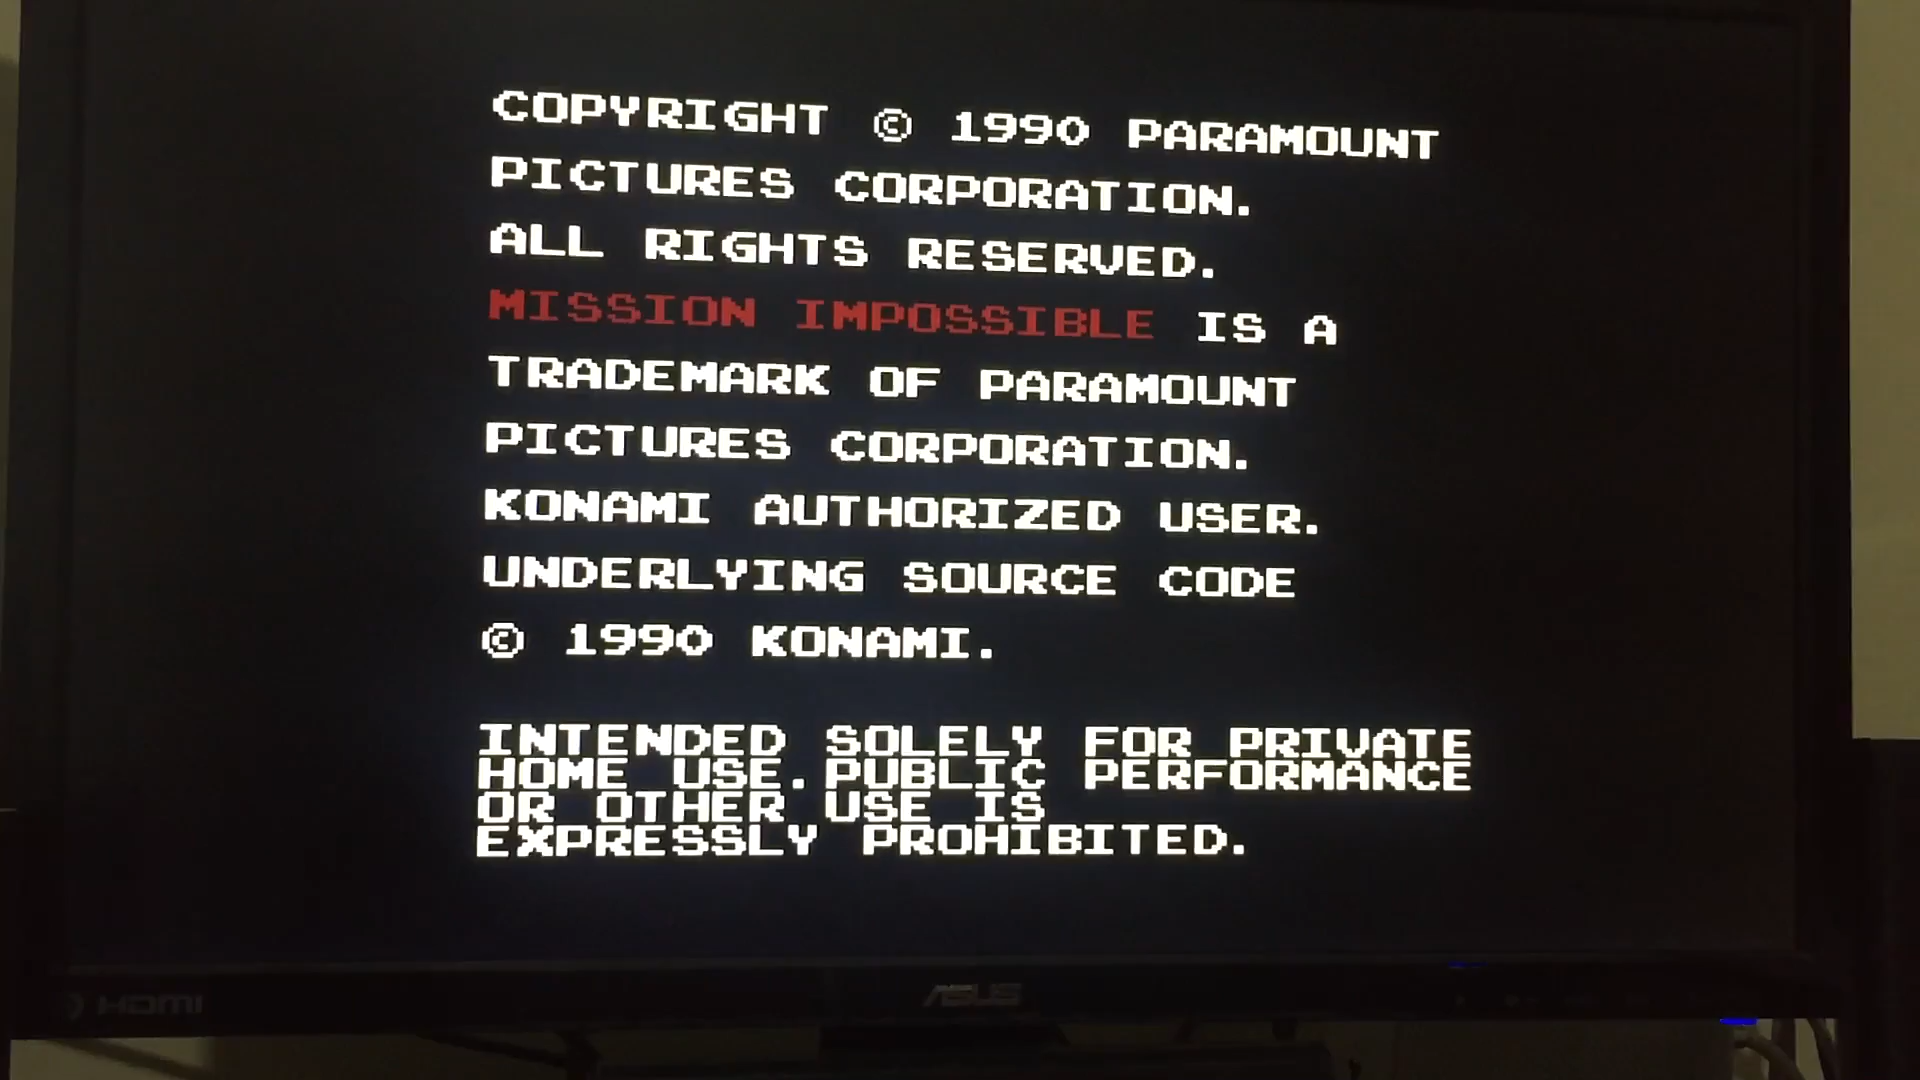 COPYRIGHT © 1990 PARAMOUNT
PICTURES CORPORATION.
ALL RIGHTS RESERVED.
MISSION IMPOSSIBLE IS A
TRADEMARK OF PARAMOUNT
PICTURES CORPORATION.
KONAMI AUTHORIZED USER.
UNDERLYING SOURCE CODE
© 1990 KONAMI.
INTENDED SOLELY FOR PRIVATE
HOME USE.PUBLIC PERFORMANCE
OR OTHER USE IS
EXPRESSLY PROHIBITED.
HDMI
ASUS